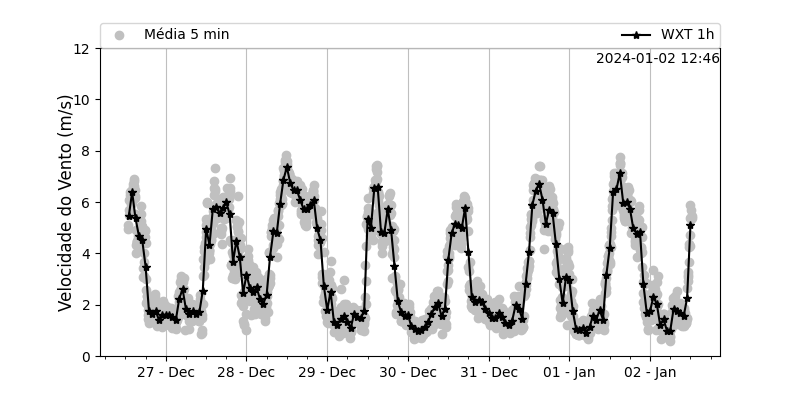 Média 5 min
WXT 1h
2024-01-02 12:46
Velocidade do Vento (m/s)
12
10
8
6
4
2
0
27 - Dec
28 - Dec
29 - Dec
30 - Dec
31 - Dec
01 - Jan
02 - Jan